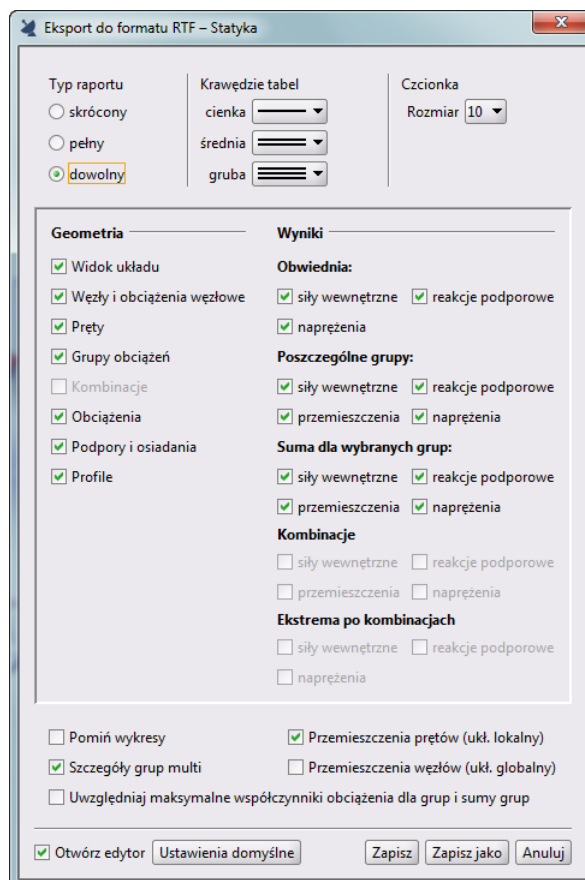 Eksport do formatu RTF – Statyka
Typ raportu
Krawędzie tabel
Czcionka
skrócony
cienka
Rozmiar 10
pełny
średnia
dowolny
gruba
Geometria
Widok układu
Węzły i obciążenia węzłowe
Pręty
Grupy obciążeń
Kombinacje
Obciążenia
Podpory i osiadania
Profile
Wyniki
Obwiednia:
siły wewnętrzne reakcje podporowe
naprężenia
Poszczególne grupy:
siły wewnętrzne reakcje podporowe
przemieszczenia naprężenia
Suma dla wybranych grup:
siły wewnętrzne reakcje podporowe
przemieszczenia naprężenia
Kombinacje
siły wewnętrzne reakcje podporowe
przemieszczenia naprężenia
Ekstrema po kombinacjach
siły wewnętrzne reakcje podporowe
naprężenia
Pomiń wykresy
Przemieszczenia prętów (ukł. lokalny)
Szczegóły grup multi
Przemieszczenia węzłów (ukł. globalny)
Uwzględniaj maksymalne współczynniki obciążenia dla grup i sumy grup
Otwórz edytor Ustawienia domyślne Zapisz Zapisz jako Anuluj